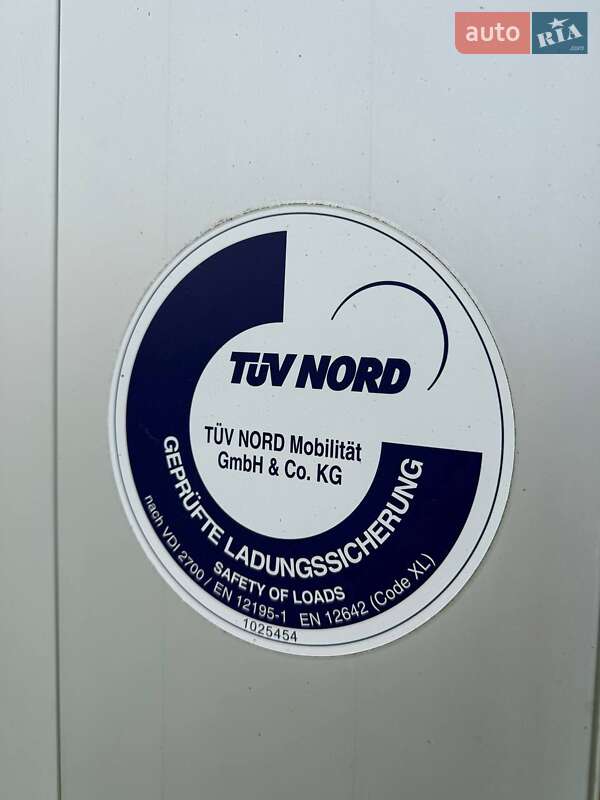 auto RIA .com
TÜV NORD
TÜV NORD Mobilität
GmbH & Co. KG
GEPRÜFTE LADUNGSSICHERUNG
SAFETY OF LOADS
nach VDI 2700 / EN 12195-1 EN 12642 (Code XL)
1025454